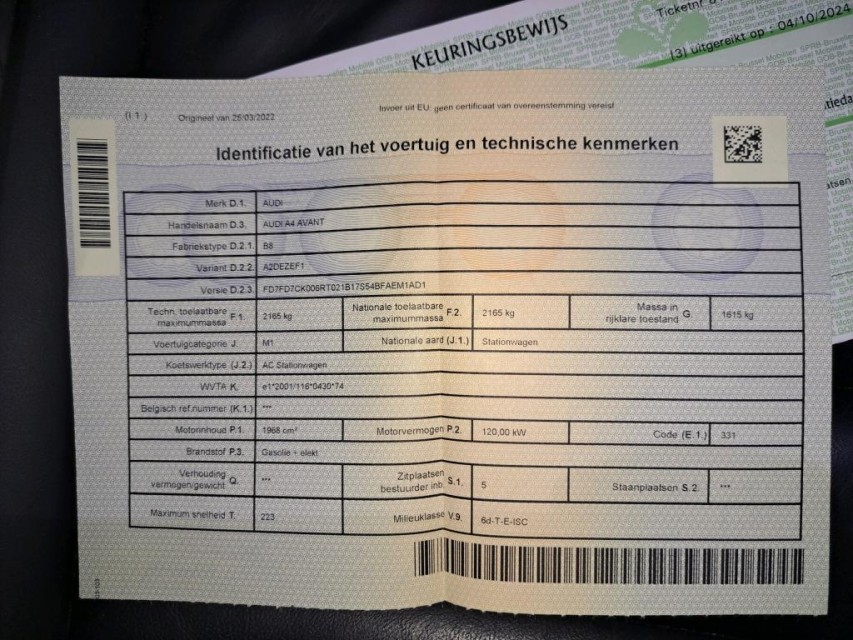 KEURINGSBEWIJS
Ticketnr
(3) uitgereikt op : 04/10/2024
(I.1)
Origineel van 25/03/2022
Invoer uit EU: geen certificaat van overeenstemming vereist
Identificatie van het voertuig en technische kenmerken
Merk D.1. AUDI
Handelsnaam D.3. AUDI A4 AVANT
Fabriekstype D.2.1. B8
Variant D.2.2. A2DEZEF1
Versie D.2.3. FD7FD7CK006RT021B17S54BFAEM1AD1
Techn. toelaatbare maximummassa F.1. 2165 kg Nationale toelaatbare maximummassa F.2. 2165 kg Massa in rijklare toestand G. 1615 kg
Voertuigcategorie J. M1 Nationale aard (J.1.) Stationwagen
Koetswerktype (J.2.) AC Stationwagen
WVTA K. e1*2001/116*0430*74
Belgisch ref.nummer (K.1.) ***
Motorinhoud P.1. 1968 cm³ Motorvermogen P.2. 120,00 kW Code (E.1.) 331
Brandstof P.3. Gasolie + elekt
Verhouding vermogen/gewicht Q. *** Zitplaatsen bestuurder inb. S.1. 5 Staanplaatsen S.2. ***
Maximum snelheid T. 223 Milieuklasse V.9. 6d-T-E-ISC